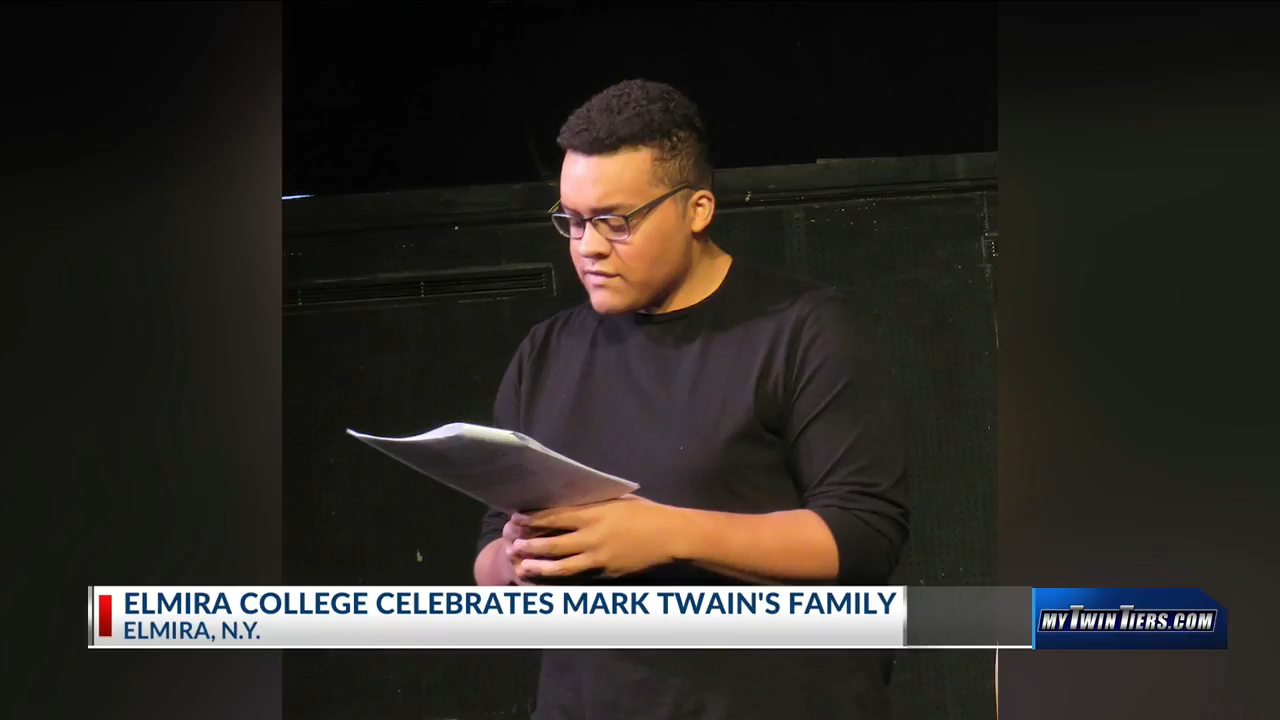 ELMIRA COLLEGE CELEBRATES MARK TWAIN'S FAMILY
ELMIRA, N.Y.
MYTWINTIERS.COM